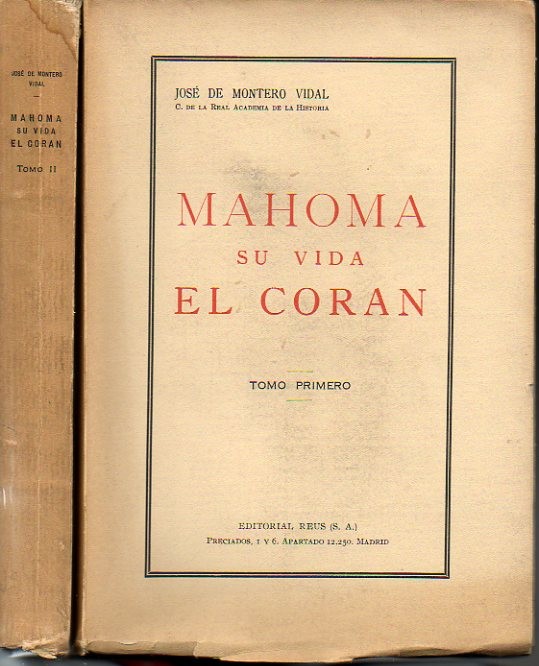 JOSÉ DE MONTERO
VIDAL
MAHOMA
SU VIDA
EL CORAN
TOMO II
JOSÉ DE MONTERO VIDAL
C. DE LA REAL ACADEMIA DE LA HISTORIA
MAHOMA
SU VIDA
EL CORAN
TOMO PRIMERO
EDITORIAL REUS (S. A.)
PRECIADOS, 1 Y 6. APARTADO 12.250. MADRID